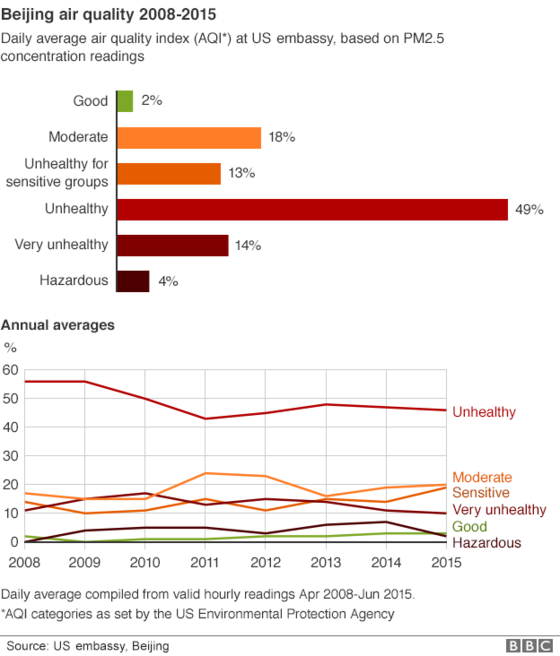 Beijing air quality 2008-2015
Daily average air quality index (AQI*) at US embassy, based on PM2.5
concentration readings
Good 2%
Moderate 18%
Unhealthy for
sensitive groups 13%
Unhealthy 49%
Very unhealthy 14%
Hazardous 4%
Annual averages
%
60
50
40
30
20
10
0
Unhealthy
Moderate
Sensitive
Very unhealthy
Good
Hazardous
2008 2009 2010 2011 2012 2013 2014 2015
Daily average compiled from valid hourly readings Apr 2008-Jun 2015.
*AQI categories as set by the US Environmental Protection Agency
Source: US embassy, Beijing BBC